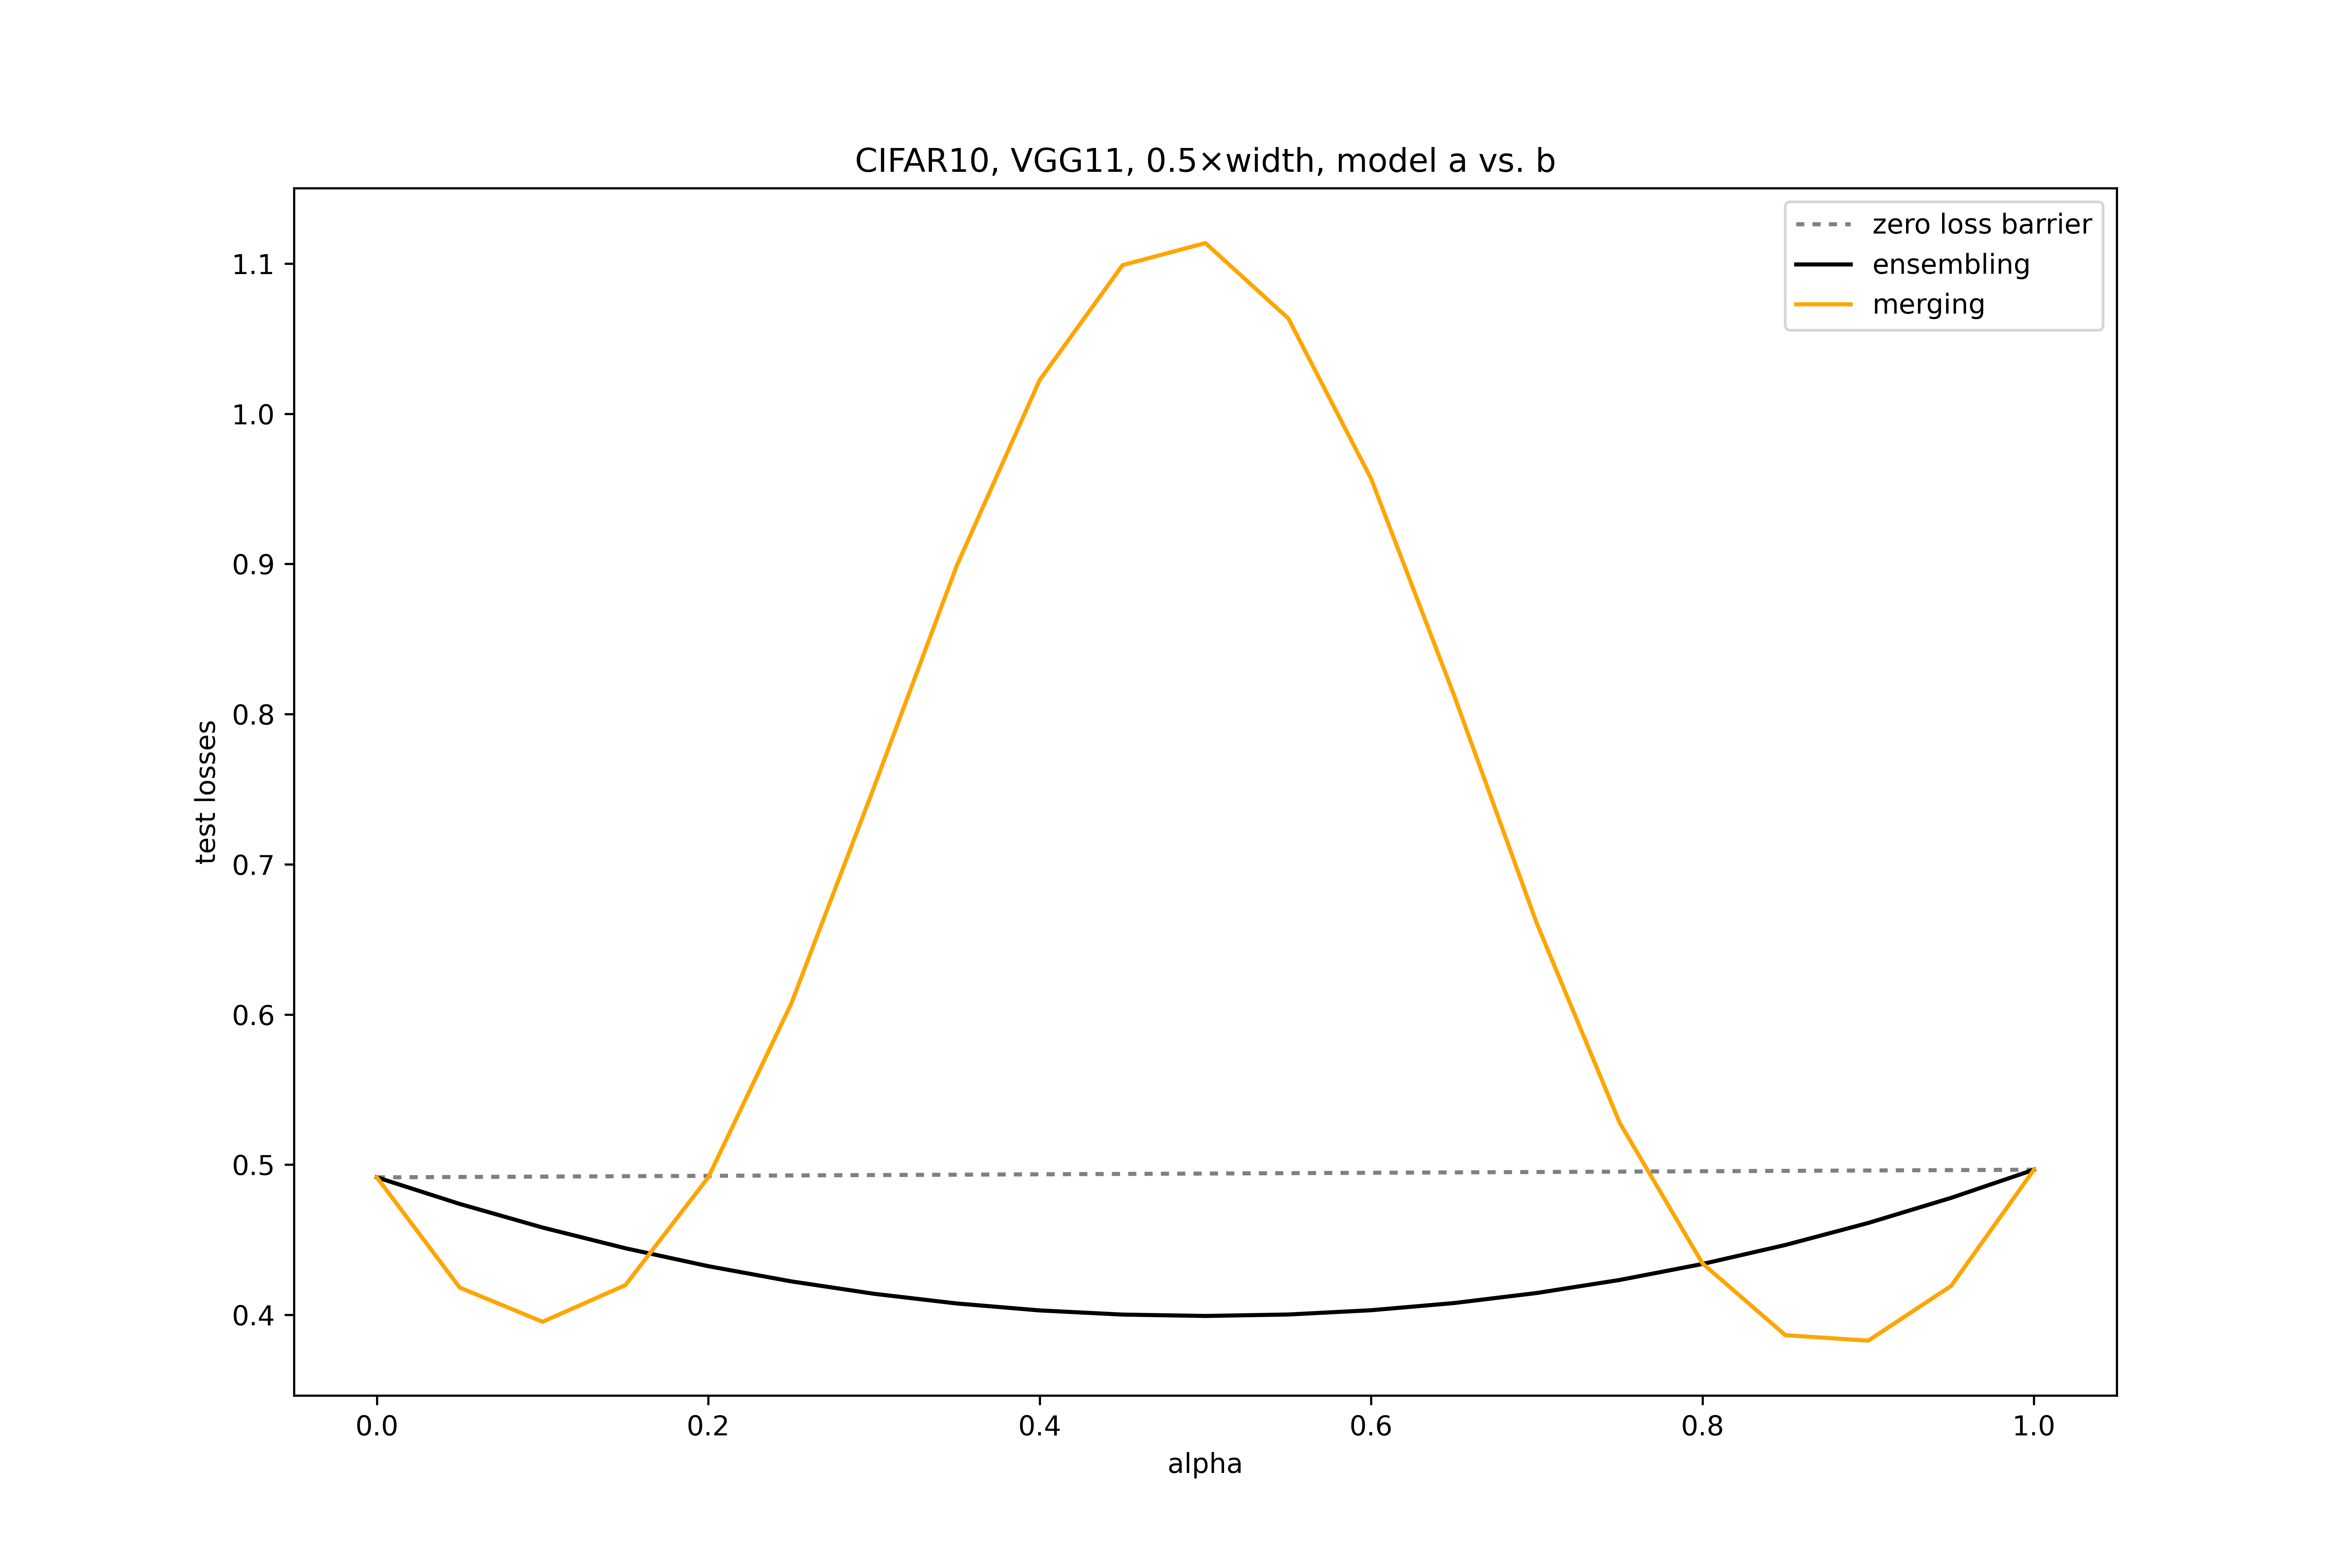 CIFAR10, VGG11, 0.5×width, model a vs. b
zero loss barrier
ensembling
merging
1.1
1.0
0.9
0.8
0.7
0.6
0.5
0.4
test losses
0.0 0.2 0.4 0.6 0.8 1.0
alpha